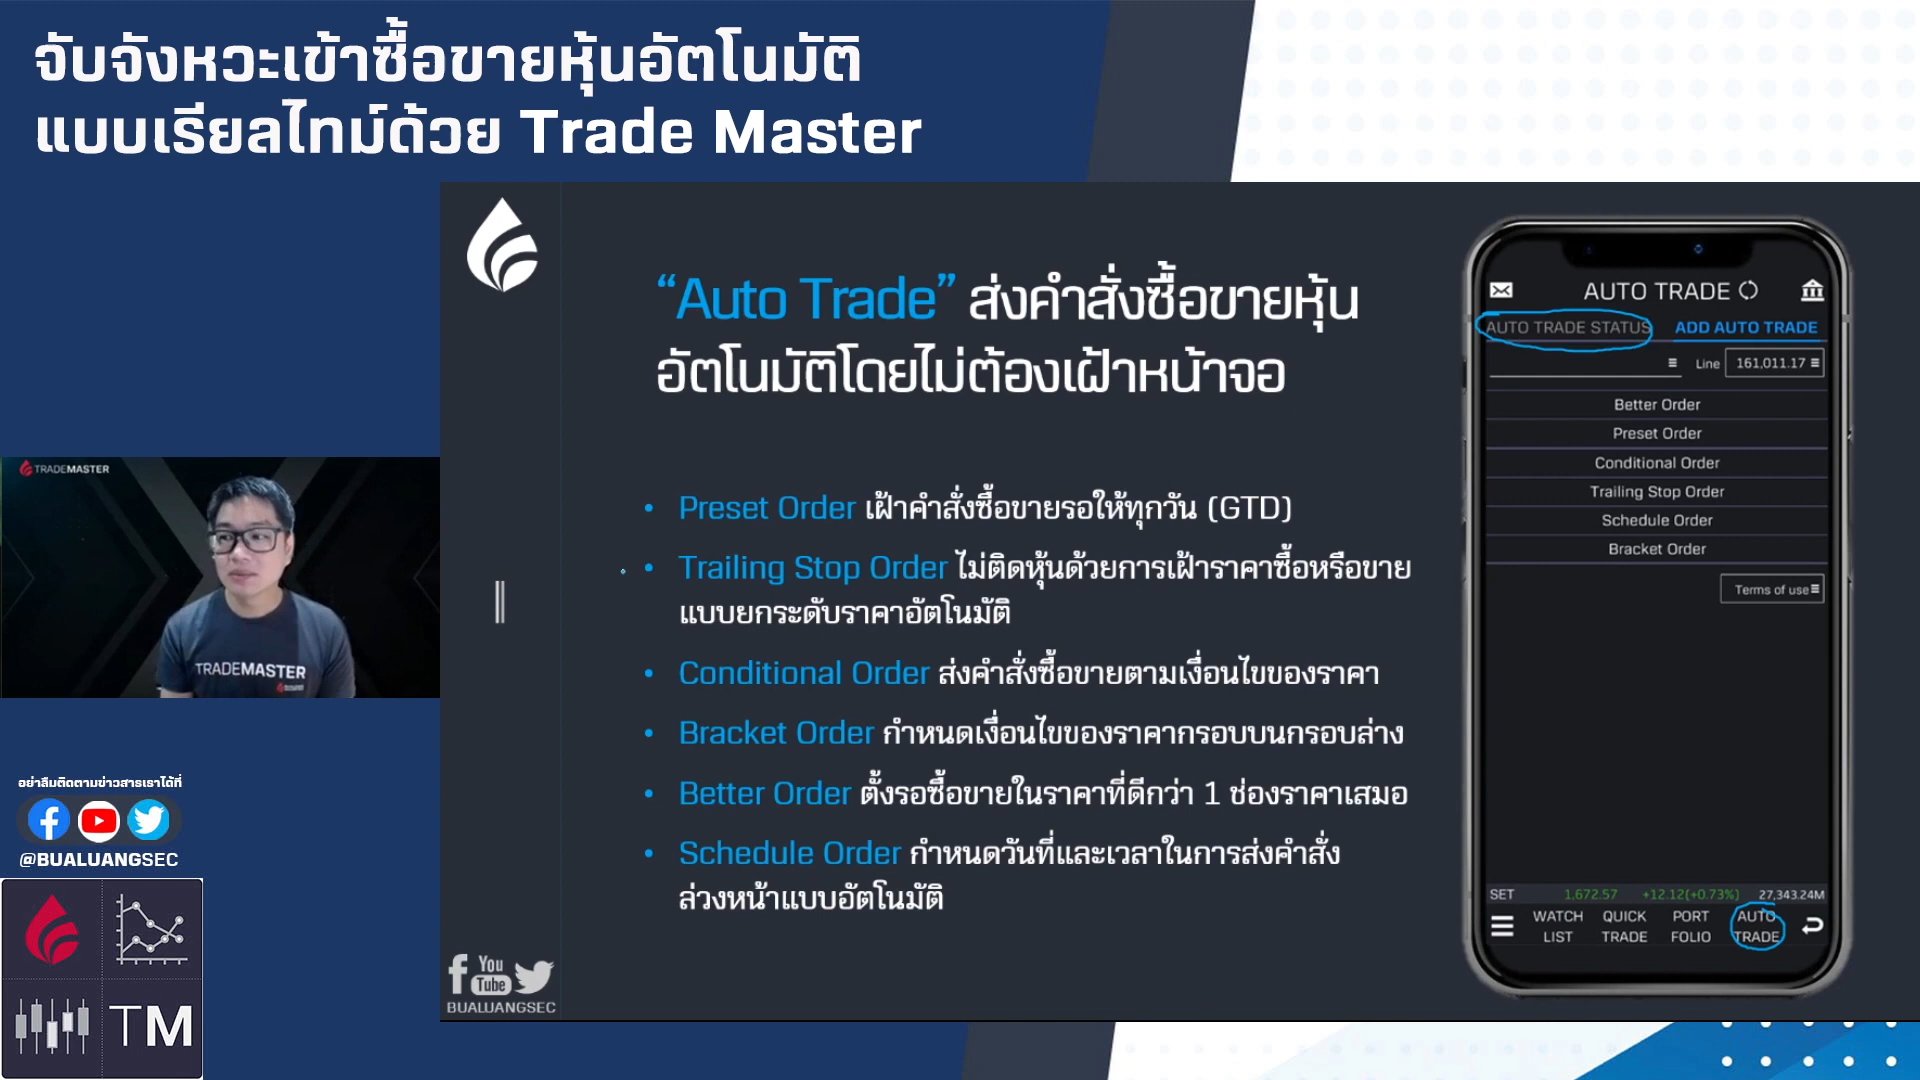 จับจังหวะเข้าซื้อขายหุ้นอัตโนมัติ
แบบเรียลไทม์ด้วย Trade Master
“Auto Trade” ส่งคำสั่งซื้อขายหุ้น
อัตโนมัติโดยไม่ต้องเฝ้าหน้าจอ
• Preset Order เฝ้าคำสั่งซื้อขายรอให้ทุกวัน (GTD)
• Trailing Stop Order ไม่ติดหุ้นด้วยการเฝ้าราคาซื้อหรือขาย
แบบยกระดับราคาอัตโนมัติ
• Conditional Order ส่งคำสั่งซื้อขายตามเงื่อนไขของราคา
• Bracket Order กำหนดเงื่อนไขของราคากรอบบนกรอบล่าง
• Better Order ตั้งรอซื้อขายในราคาที่ดีกว่า 1 ช่องราคาเสมอ
• Schedule Order กำหนดวันที่และเวลาในการส่งคำสั่ง
ล่วงหน้าแบบอัตโนมัติ
AUTO TRADE
AUTO TRADE STATUS ADD AUTO TRADE
Line 161,011.17
Better Order
Preset Order
Conditional Order
Trailing Stop Order
Schedule Order
Bracket Order
Terms of use
SET 1,672.57 +12.12(+0.73%) 27,343.24M
WATCH LIST
QUICK TRADE
PORT FOLIO
AUTO TRADE
TRADEMASTER
TRADEMASTER
อย่าลืมติดตามข่าวสารเราได้ที่
@BUALUANGSEC
TM
You
Tube
BUALUANGSEC